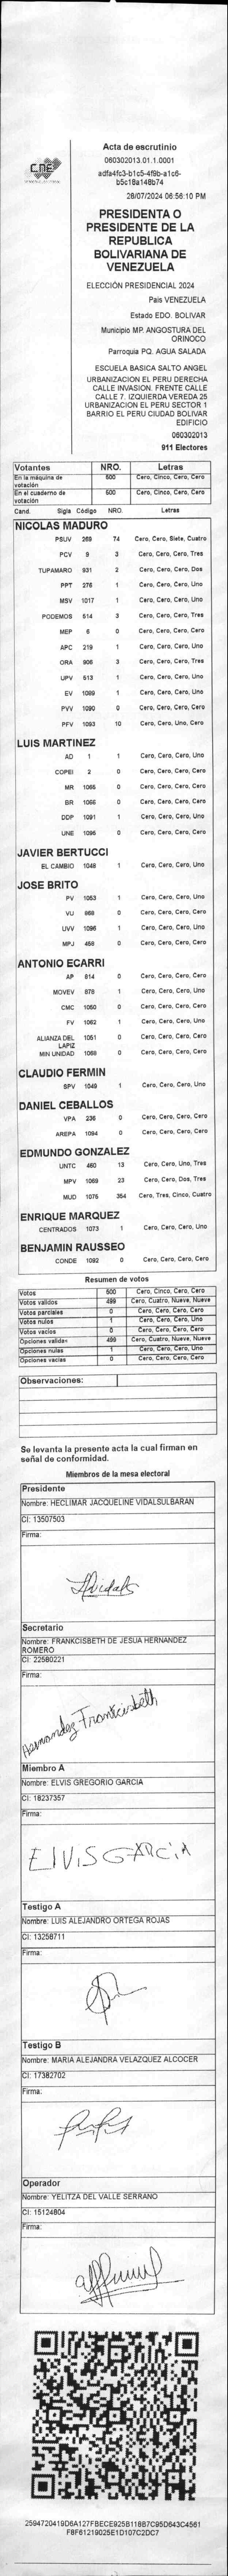 CNE
Acta de escrutinio
060302013.01.1.0001
adfa4fc3-b1c5-4f9b-a1c6-
b5c18a148b74
28/07/2024 06:56:10 PM
PRESIDENTA O
PRESIDENTE DE LA
REPUBLICA
BOLIVARIANA DE
VENEZUELA
ELECCIÓN PRESIDENCIAL 2024
Pais VENEZUELA
Estado EDO. BOLIVAR
Municipio MP. ANGOSTURA DEL
ORINOCO
Parroquia PQ. AGUA SALADA
ESCUELA BASICA SALTO ANGEL
URBANIZACION EL PERU DERECHA
CALLE INVASION. FRENTE CALLE
CALLE 7. IZQUIERDA VEREDA 25
URBANIZACION EL PERU SECTOR 1
BARRIO EL PERU CIUDAD BOLIVAR
EDIFICIO
060302013
911 Electores
Votantes NRO. Letras
En la máquina de votación 500 Cero, Cinco, Cero, Cero
En el cuaderno de votación 500 Cero, Cinco, Cero, Cero
Cand. Sigla Código NRO. Letras
NICOLAS MADURO
PSUV 269 74 Cero, Cero, Siete, Cuatro
PCV 9 3 Cero, Cero, Cero, Tres
TUPAMARO 931 2 Cero, Cero, Cero, Dos
PPT 276 1 Cero, Cero, Cero, Uno
MSV 1017 1 Cero, Cero, Cero, Uno
PODEMOS 514 3 Cero, Cero, Cero, Tres
MEP 6 0 Cero, Cero, Cero, Cero
APC 219 1 Cero, Cero, Cero, Uno
ORA 906 3 Cero, Cero, Cero, Tres
UPV 513 1 Cero, Cero, Cero, Uno
EV 1089 1 Cero, Cero, Cero, Uno
PVV 1090 0 Cero, Cero, Cero, Cero
PFV 1093 10 Cero, Cero, Uno, Cero
LUIS MARTINEZ
AD 1 1 Cero, Cero, Cero, Uno
COPEI 2 0 Cero, Cero, Cero, Cero
MR 1065 0 Cero, Cero, Cero, Cero
BR 1066 0 Cero, Cero, Cero, Cero
DDP 1091 1 Cero, Cero, Cero, Uno
UNE 1095 0 Cero, Cero, Cero, Cero
JAVIER BERTUCCI
EL CAMBIO 1048 1 Cero, Cero, Cero, Uno
JOSE BRITO
PV 1053 1 Cero, Cero, Cero, Uno
VU 868 0 Cero, Cero, Cero, Cero
UVV 1096 1 Cero, Cero, Cero, Uno
MPJ 459 0 Cero, Cero, Cero, Cero
ANTONIO ECARRI
AP 814 0 Cero, Cero, Cero, Cero
MOVEV 878 1 Cero, Cero, Cero, Uno
CMC 1050 0 Cero, Cero, Cero, Cero
FV 1062 1 Cero, Cero, Cero, Uno
ALIANZA DEL LAPIZ 1051 0 Cero, Cero, Cero, Cero
MIN UNIDAD 1069 0 Cero, Cero, Cero, Cero
CLAUDIO FERMIN
SPV 1049 1 Cero, Cero, Cero, Uno
DANIEL CEBALLOS
VPA 236 0 Cero, Cero, Cero, Cero
AREPA 1094 0 Cero, Cero, Cero, Cero
EDMUNDO GONZALEZ
UNTC 460 13 Cero, Cero, Uno, Tres
MPV 1069 23 Cero, Cero, Dos, Tres
MUD 1075 354 Cero, Tres, Cinco, Cuatro
ENRIQUE MARQUEZ
CENTRADOS 1073 1 Cero, Cero, Cero, Uno
BENJAMIN RAUSSEO
CONDE 1092 0 Cero, Cero, Cero, Cero
Resumen de votos
Votos 500 Cero, Cinco, Cero, Cero
Votos válidos 499 Cero, Cuatro, Nueve, Nueve
Votos parciales 0 Cero, Cero, Cero, Cero
Votos nulos 1 Cero, Cero, Cero, Uno
Votos vacíos 0 Cero, Cero, Cero, Cero
Opciones válidas 499 Cero, Cuatro, Nueve, Nueve
Opciones nulas 1 Cero, Cero, Cero, Uno
Opciones vacías 0 Cero, Cero, Cero, Cero
Observaciones:
Se levanta la presente acta la cual firman en
señal de conformidad.
Miembros de la mesa electoral
Presidente
Nombre: HECLIMAR JACQUELINE VIDALSULBARAN
CI: 13507503
Firma:
Secretario
Nombre: FRANKCISBETH DE JESUA HERNANDEZ
ROMERO
CI: 22580221
Firma:
Hernandez Frankcisbeth
Miembro A
Nombre: ELVIS GREGORIO GARCIA
CI: 18237357
Firma:
ElVIS GARCIA
Testigo A
Nombre: LUIS ALEJANDRO ORTEGA ROJAS
CI: 13258711
Firma:
Testigo B
Nombre: MARIA ALEJANDRA VELAZQUEZ ALCOCER
CI: 17382702
Firma:
Operador
Nombre: YELITZA DEL VALLE SERRANO
CI: 15124804
Firma:
2594720419D6A127FBECE925B118B7C95D643C4561
F8F61219025E1D107C2DC7